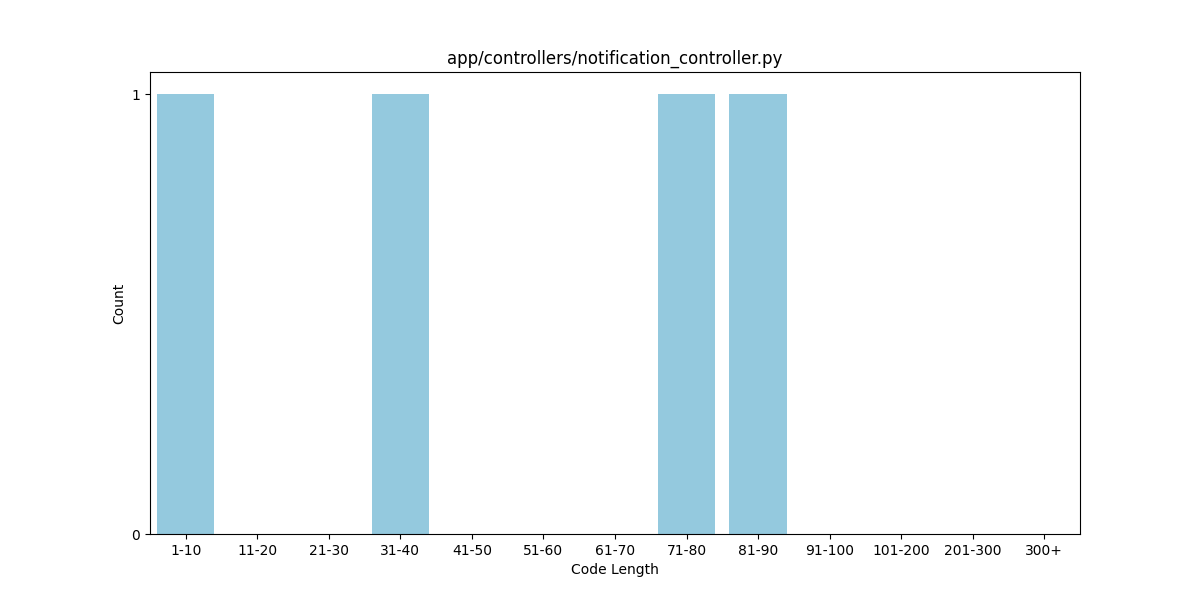 app/controllers/notification_controller.py
1
Count
0
1-10 11-20 21-30 31-40 41-50 51-60 61-70 71-80 81-90 91-100 101-200 201-300 300+
Code Length